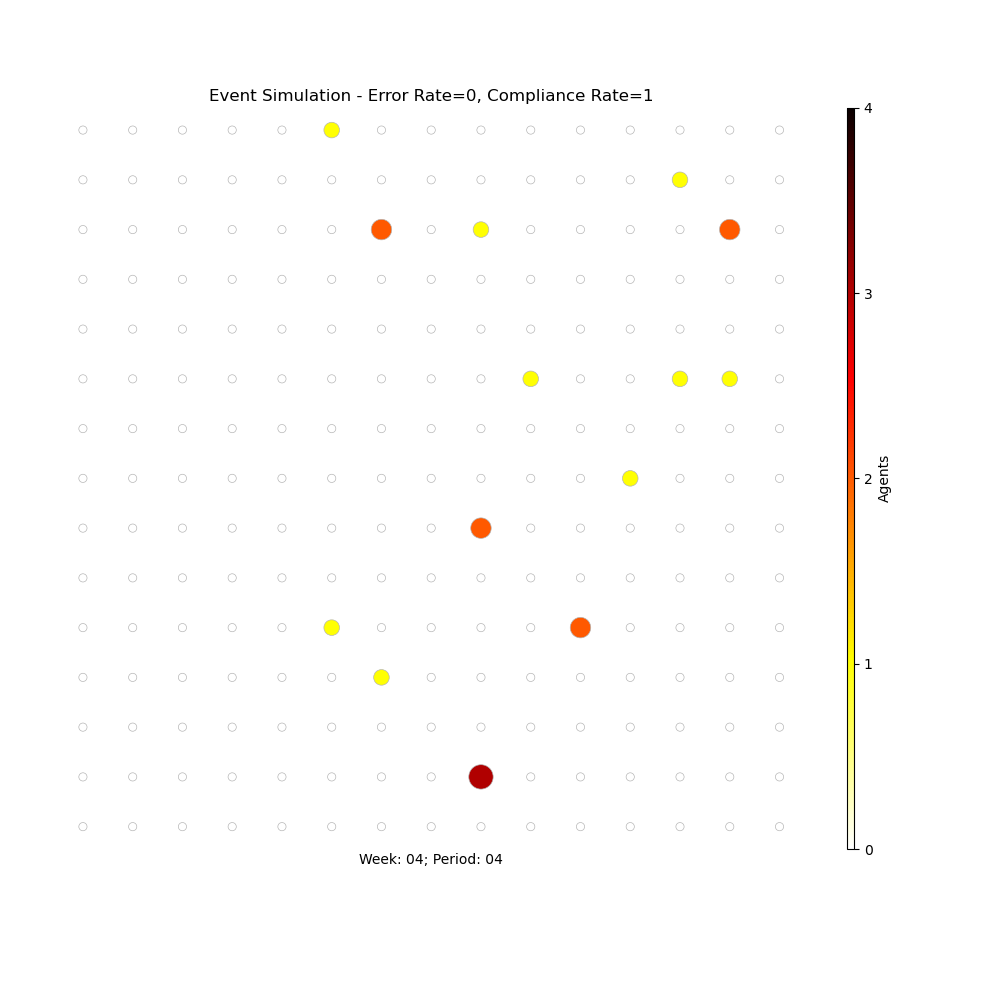 Event Simulation - Error Rate=0, Compliance Rate=1
4
3
2
1
0
Agents
Week: 04; Period: 04